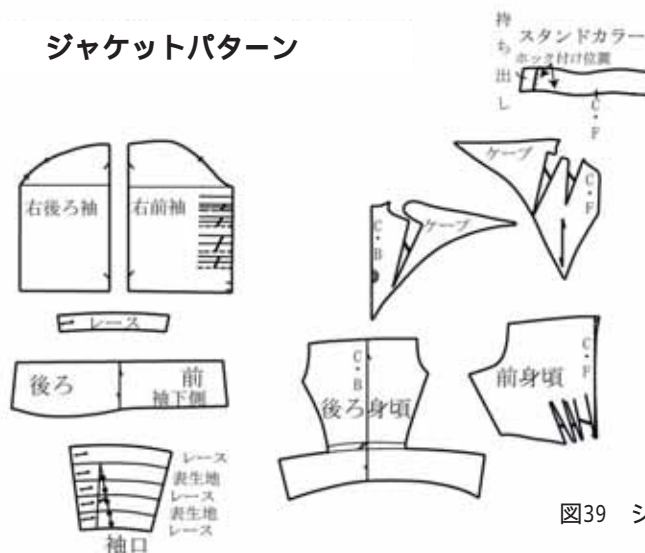 ジャケットパターン
持ち出し
スタンドカラー
ホック付け位置
C・F
ケープ
C・F
ケープ
C・B
右後ろ袖
右前袖
レース
後ろ
前
袖下側
C・B
後ろ身頃
前身頃
C・F
レース
表生地
レース
表生地
レース
袖口
図39 ジ